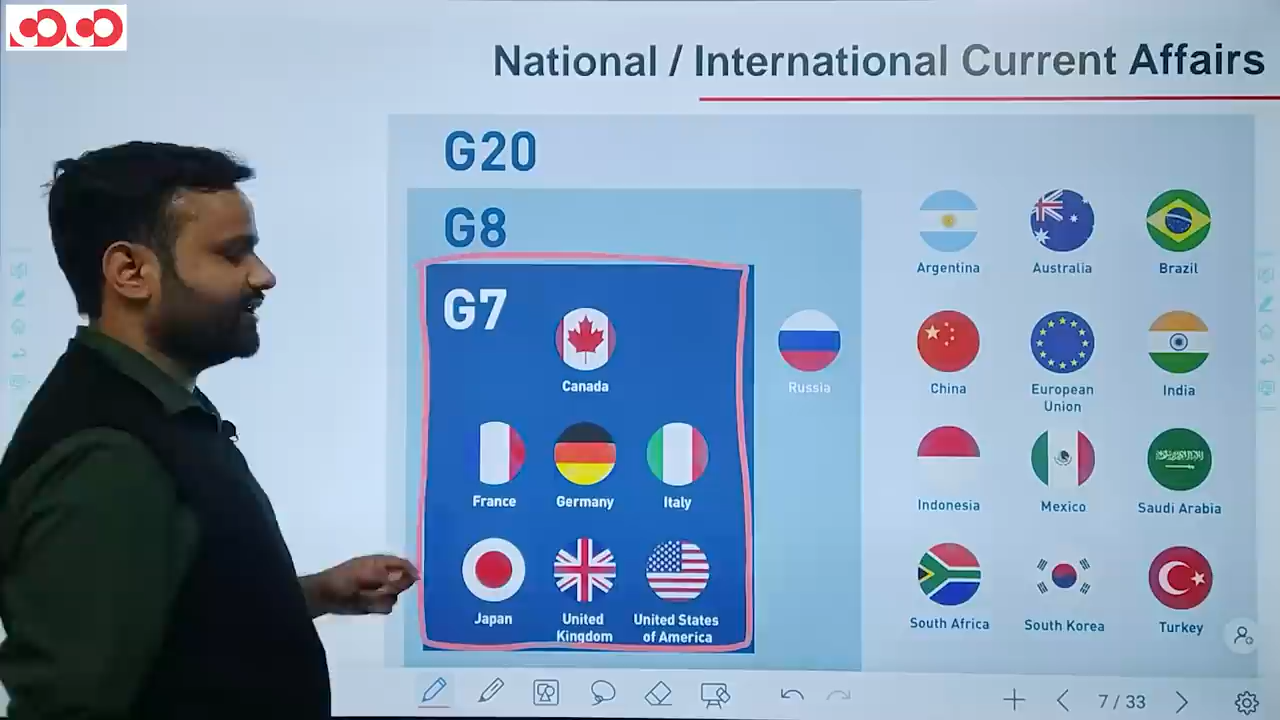 National / International Current Affairs
G20
G8
G7
Canada
Russia
France
Germany
Italy
Japan
United
Kingdom
United States
of America
Argentina
Australia
Brazil
China
European
Union
India
Indonesia
Mexico
Saudi Arabia
South Africa
South Korea
Turkey
7 / 33